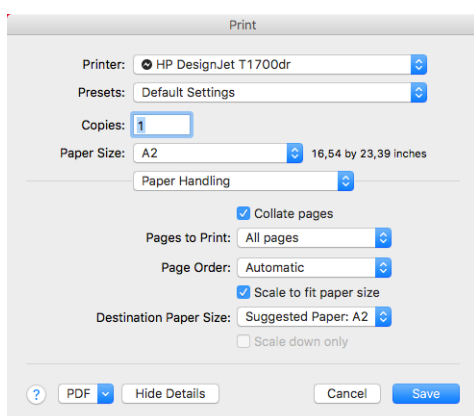 Print
Printer: HP DesignJet T1700dr
Presets: Default Settings
Copies: 1
Paper Size: A2 16,54 by 23,39 inches
Paper Handling
Collate pages
Pages to Print: All pages
Page Order: Automatic
Scale to fit paper size
Destination Paper Size: Suggested Paper: A2
Scale down only
? PDF Hide Details Cancel Save